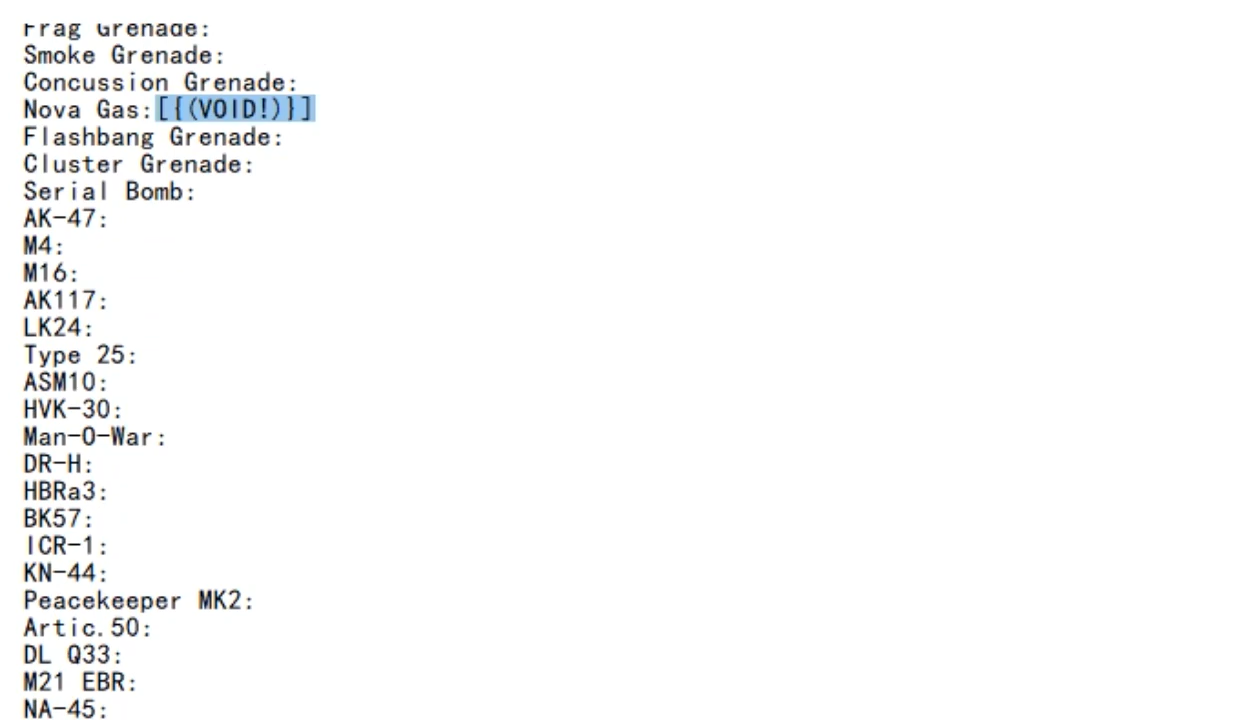 Frag Grenade:
Smoke Grenade:
Concussion Grenade:
Nova Gas:[{(VOID!)}]
Flashbang Grenade:
Cluster Grenade:
Serial Bomb:
AK-47:
M4:
M16:
AK117:
LK24:
Type 25:
ASM10:
HVK-30:
Man-O-War:
DR-H:
HBRa3:
BK57:
ICR-1:
KN-44:
Peacekeeper MK2:
Artic.50:
DL Q33:
M21 EBR:
NA-45: